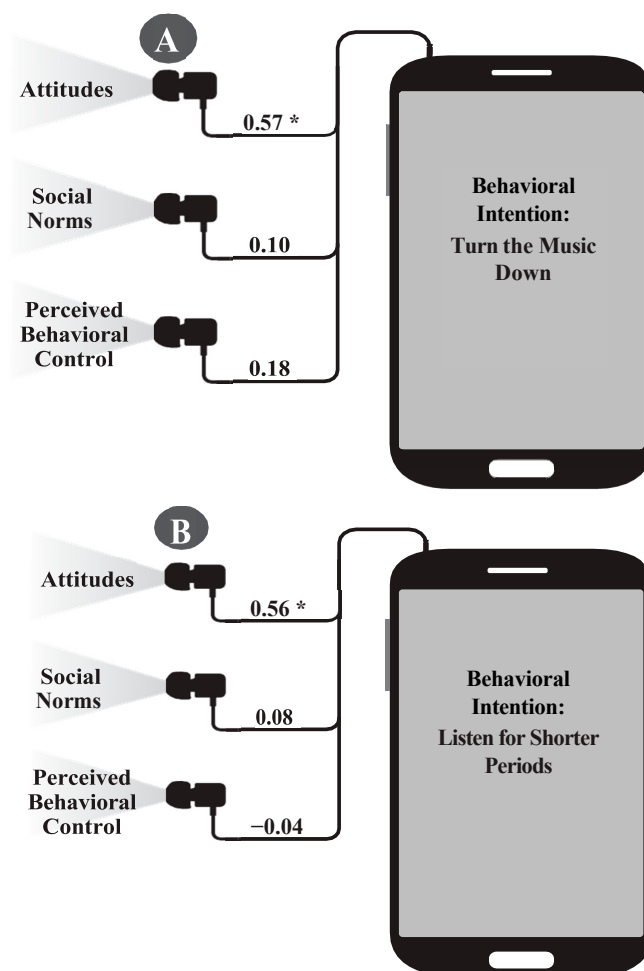 A
Attitudes
0.57 *
Social
Norms
0.10
Perceived
Behavioral
Control
0.18
Behavioral
Intention:
Turn the Music
Down
B
Attitudes
0.56 *
Social
Norms
0.08
Perceived
Behavioral
Control
−0.04
Behavioral
Intention:
Listen for Shorter
Periods